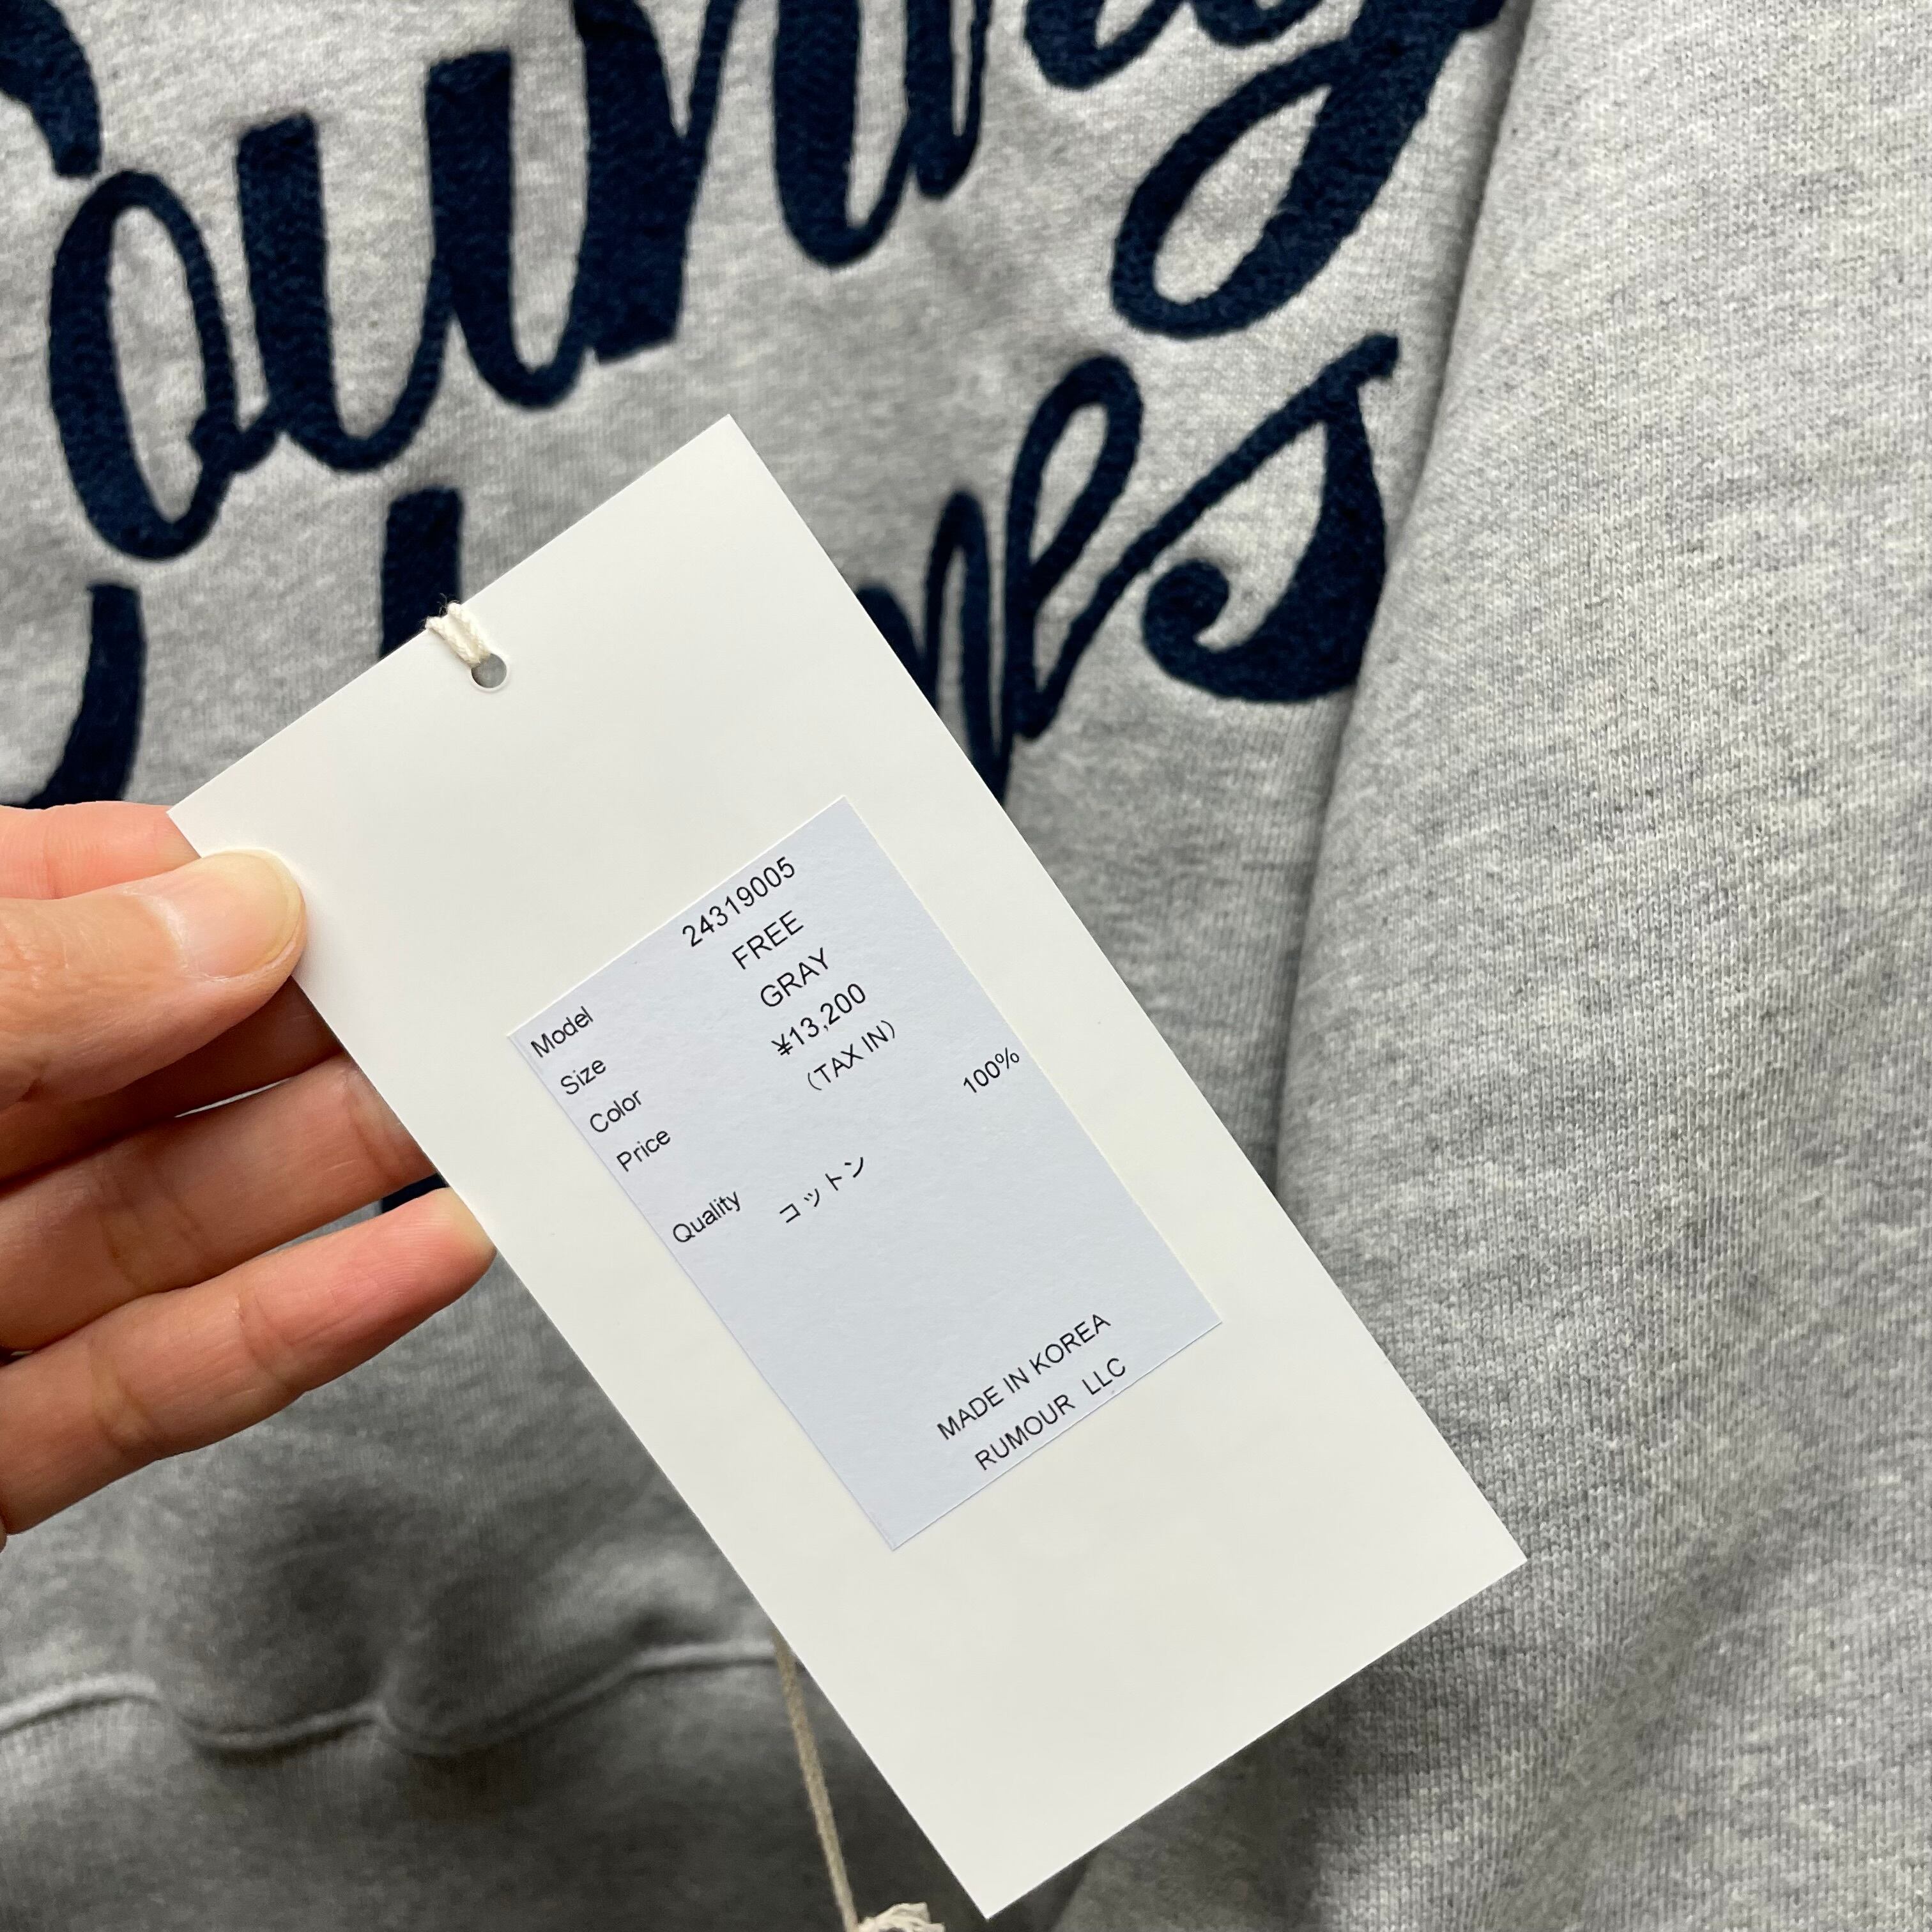 Model 24319005
Size FREE
Color GRAY
Price ¥13,200
(TAX IN)
Quality コットン 100%
MADE IN KOREA
RUMOUR LLC